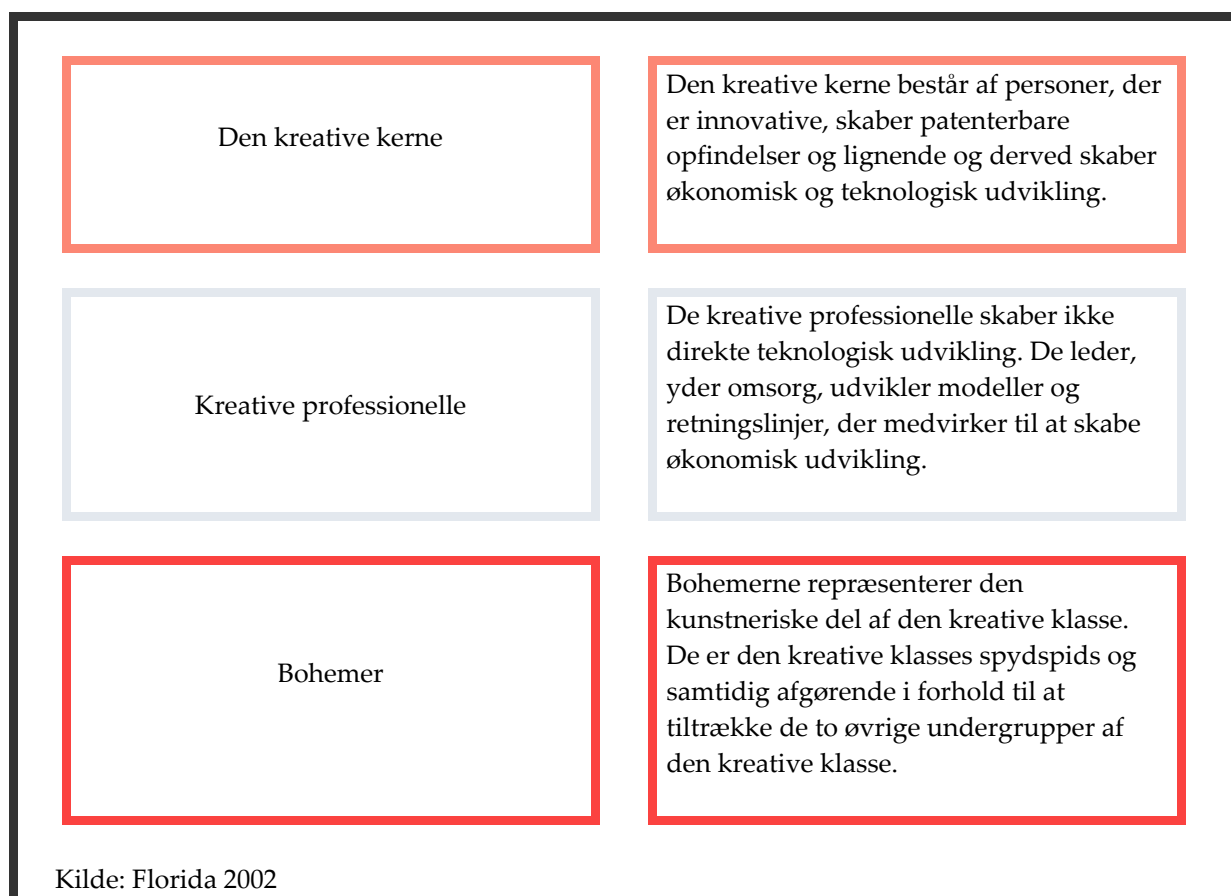 Den kreative kerne
Den kreative kerne består af personer, der
er innovative, skaber patenterbare
opfindelser og lignende og derved skaber
økonomisk og teknologisk udvikling.
Kreative professionelle
De kreative professionelle skaber ikke
direkte teknologisk udvikling. De leder,
yder omsorg, udvikler modeller og
retningslinjer, der medvirker til at skabe
økonomisk udvikling.
Bohemer
Bohemerne repræsenterer den
kunstneriske del af den kreative klasse.
De er den kreative klasses spydspids og
samtidig afgørende i forhold til at
tiltrække de to øvrige undergrupper af
den kreative klasse.
Kilde: Florida 2002